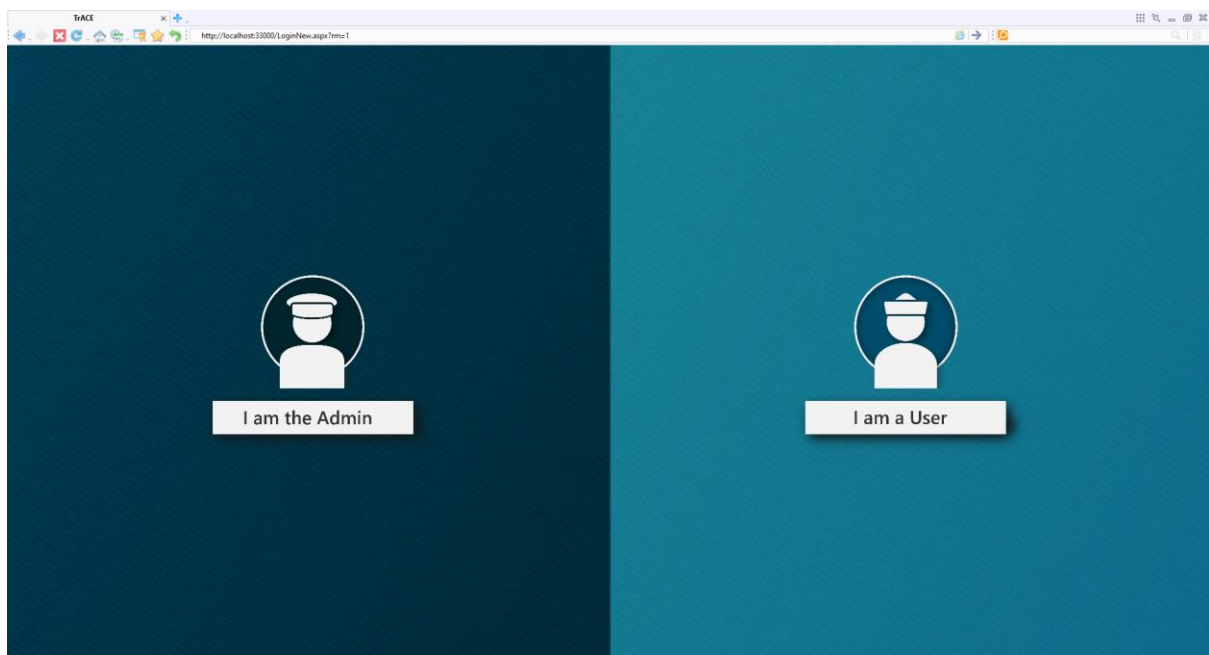 TrACE
http://localhost:33000/LoginNew.aspx?rm=1
I am the Admin
I am a User